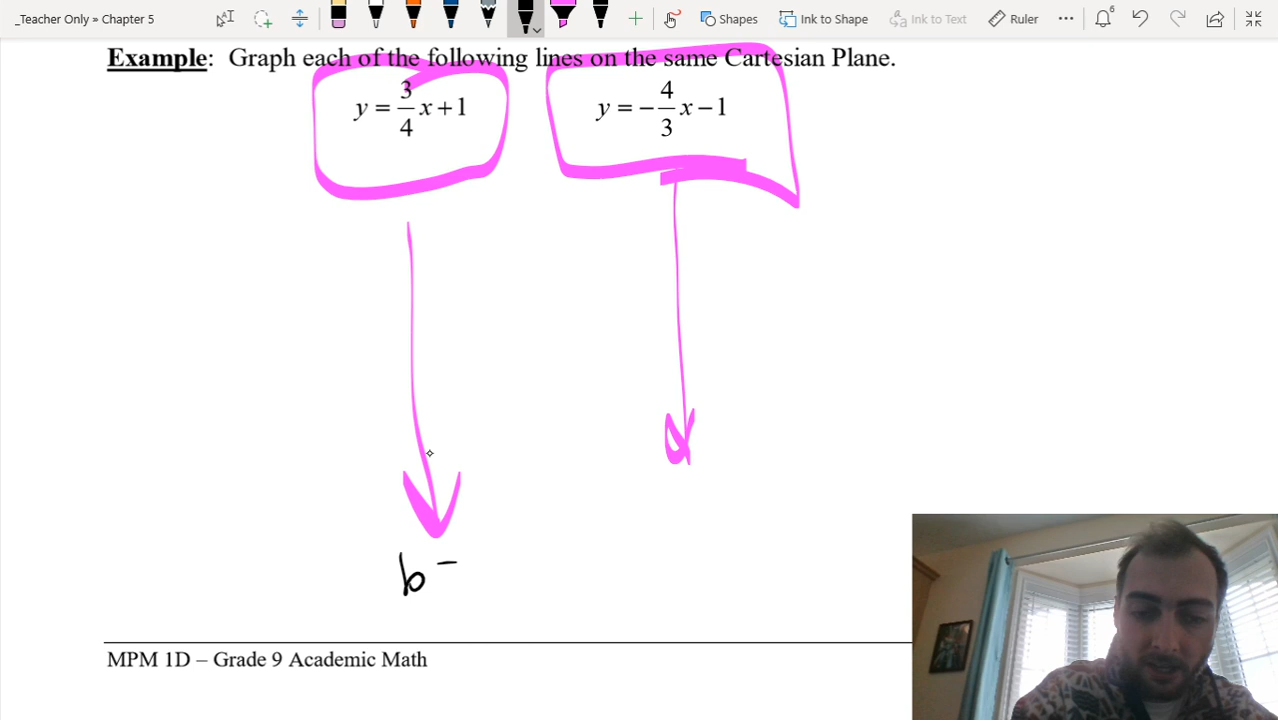 _Teacher Only » Chapter 5
Shapes
Ink to Shape
Ink to Text
Ruler
6
Example: Graph each of the following lines on the same Cartesian Plane.
y = 3/4 x + 1    y = -4/3 x - 1
b -
MPM 1D – Grade 9 Academic Math